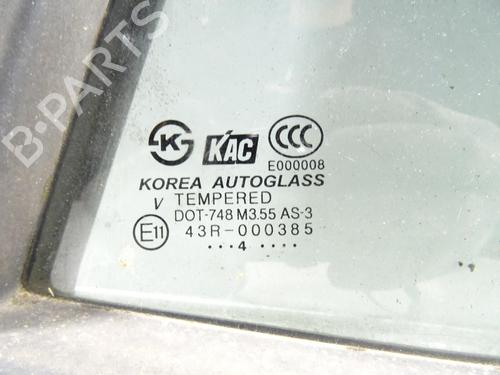 B-PARTS
K S KAC CCC
E000008
KOREA AUTOGLASS
V TEMPERED
DOT-748 M3.55 AS-3
E11 43R-000385
...4....